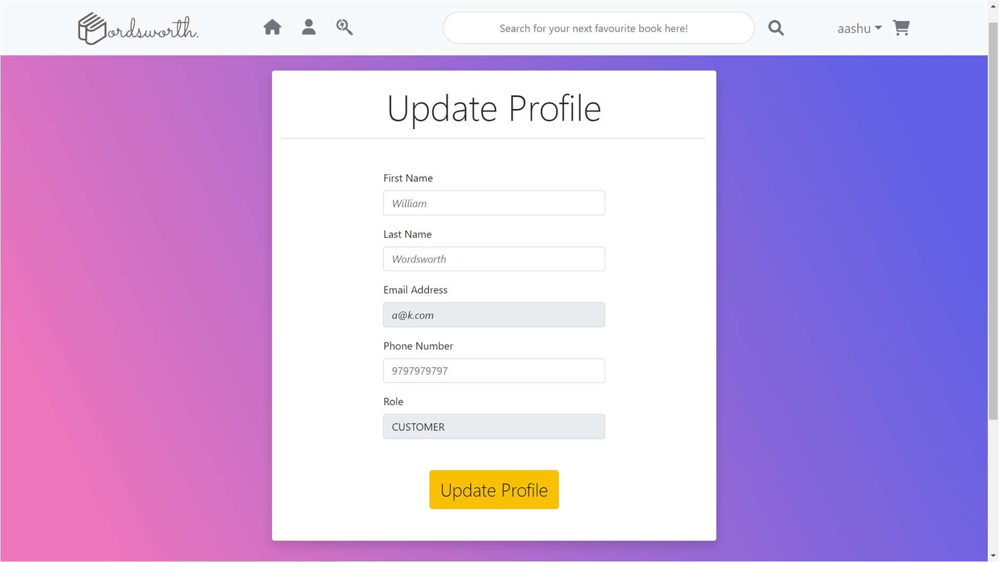 Wordsworth.
Search for your next favourite book here!
aashu
Update Profile
First Name
William
Last Name
Wordsworth
Email Address
a@k.com
Phone Number
9797979797
Role
CUSTOMER
Update Profile